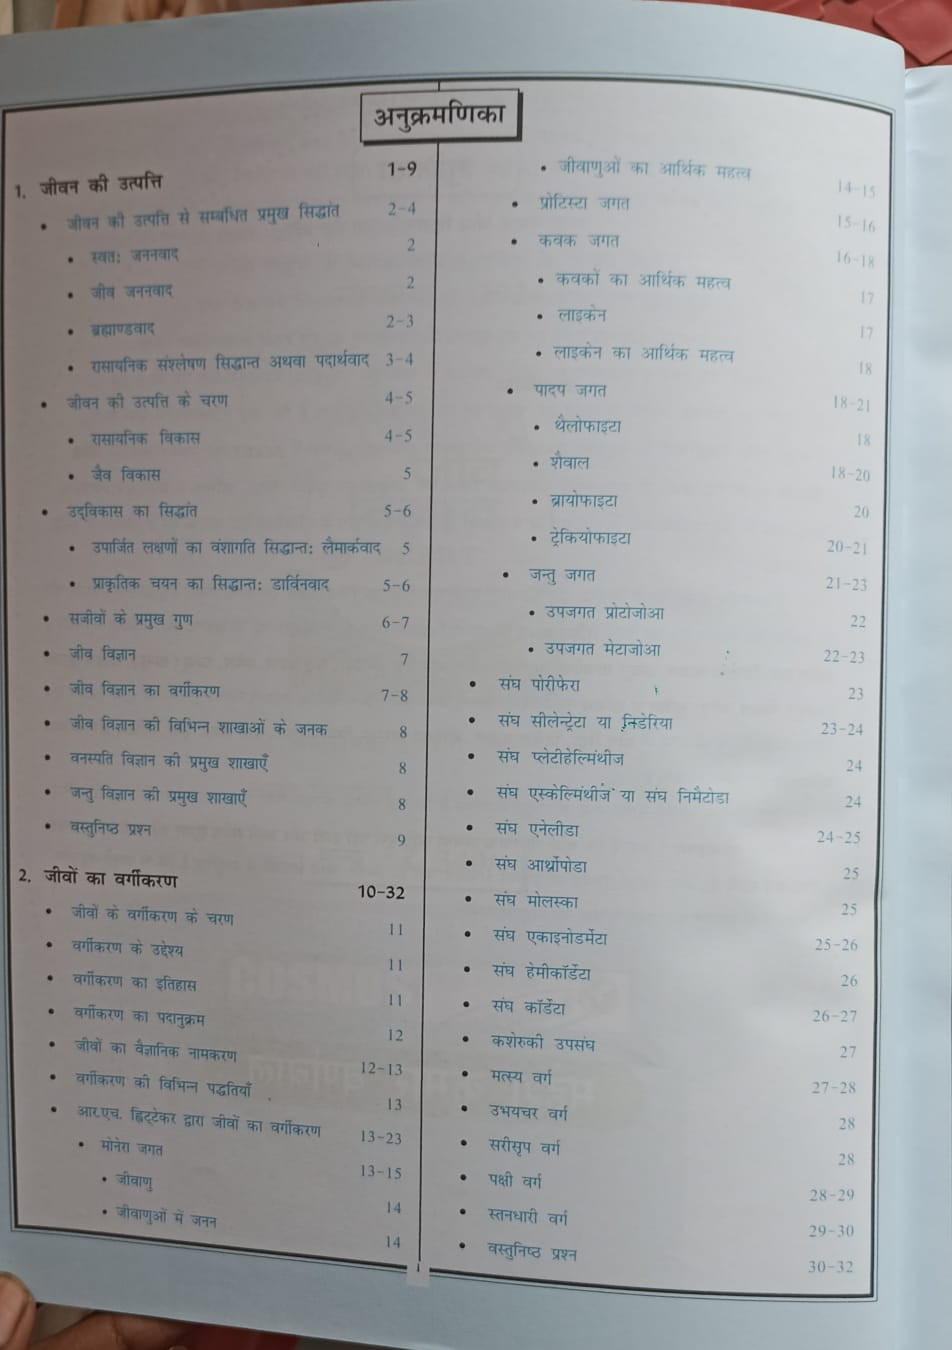 अनुक्रमणिका
1. जीवन की उत्पत्ति 1-9
• जीवन की उत्पत्ति से सम्बंधित प्रमुख सिद्धांत 2-4
• स्वतः जननवाद 2
• जीव जननवाद 2
• ब्रह्माण्डवाद 2-3
• रासायनिक संश्लेषण सिद्धान्त अथवा पदार्थवाद 3-4
• जीवन की उत्पत्ति के चरण 4-5
• रासायनिक विकास 4-5
• जैव विकास 5
• उद्विकास का सिद्धांत 5-6
• उपार्जित लक्षणों का वंशागति सिद्धान्तः लैमार्कवाद 5
• प्राकृतिक चयन का सिद्धान्तः डार्विनवाद 5-6
• सजीवों के प्रमुख गुण 6-7
• जीव विज्ञान 7
• जीव विज्ञान का वर्गीकरण 7-8
• जीव विज्ञान की विभिन्न शाखाओं के जनक 8
• वनस्पति विज्ञान की प्रमुख शाखाएँ 8
• जन्तु विज्ञान की प्रमुख शाखाएँ 8
• वस्तुनिष्ठ प्रश्न 9
2. जीवों का वर्गीकरण 10-32
• जीवों के वर्गीकरण के चरण 11
• वर्गीकरण के उद्देश्य 11
• वर्गीकरण का इतिहास 11
• वर्गीकरण का पदानुक्रम 12
• जीवों का वैज्ञानिक नामकरण 12-13
• वर्गीकरण की विभिन्न पद्धतियाँ 13
• आर.एच. ह्विट्टेकर द्वारा जीवों का वर्गीकरण 13-23
• मोनेरा जगत 13-15
• जीवाणु 14
• जीवाणुओं में जनन 14
• जीवाणुओं का आर्थिक महत्व 14-15
• प्रोटिस्टा जगत 15-16
• कवक जगत 16-18
• कवकों का आर्थिक महत्व 17
• लाइकेन 17
• लाइकेन का आर्थिक महत्व 18
• पादप जगत 18-21
• थैलोफाइटा 18
• शैवाल 18-20
• ब्रायोफाइटा 20
• ट्रेकियोफाइटा 20-21
• जन्तु जगत 21-23
• उपजगत प्रोटोजोआ 22
• उपजगत मेटाजोआ 22-23
• संघ पोरीफेरा 23
• संघ सीलेन्ट्रेटा या निडेरिया 23-24
• संघ प्लेटीहेल्मिंथीज 24
• संघ एस्केल्मिंथीजं या संघ निमैटोडा 24
• संघ एनेलीडा 24-25
• संघ आर्थ्रोपोडा 25
• संघ मोलस्का 25
• संघ एकाइनोडर्मेटा 25-26
• संघ हेमीकॉर्डेटा 26
• संघ कॉर्डेटा 26-27
• कशेरुकी उपसंघ 27
• मत्स्य वर्ग 27-28
• उभयचर वर्ग 28
• सरीसृप वर्ग 28
• पक्षी वर्ग 28-29
• स्तनधारी वर्ग 29-30
• वस्तुनिष्ठ प्रश्न 30-32